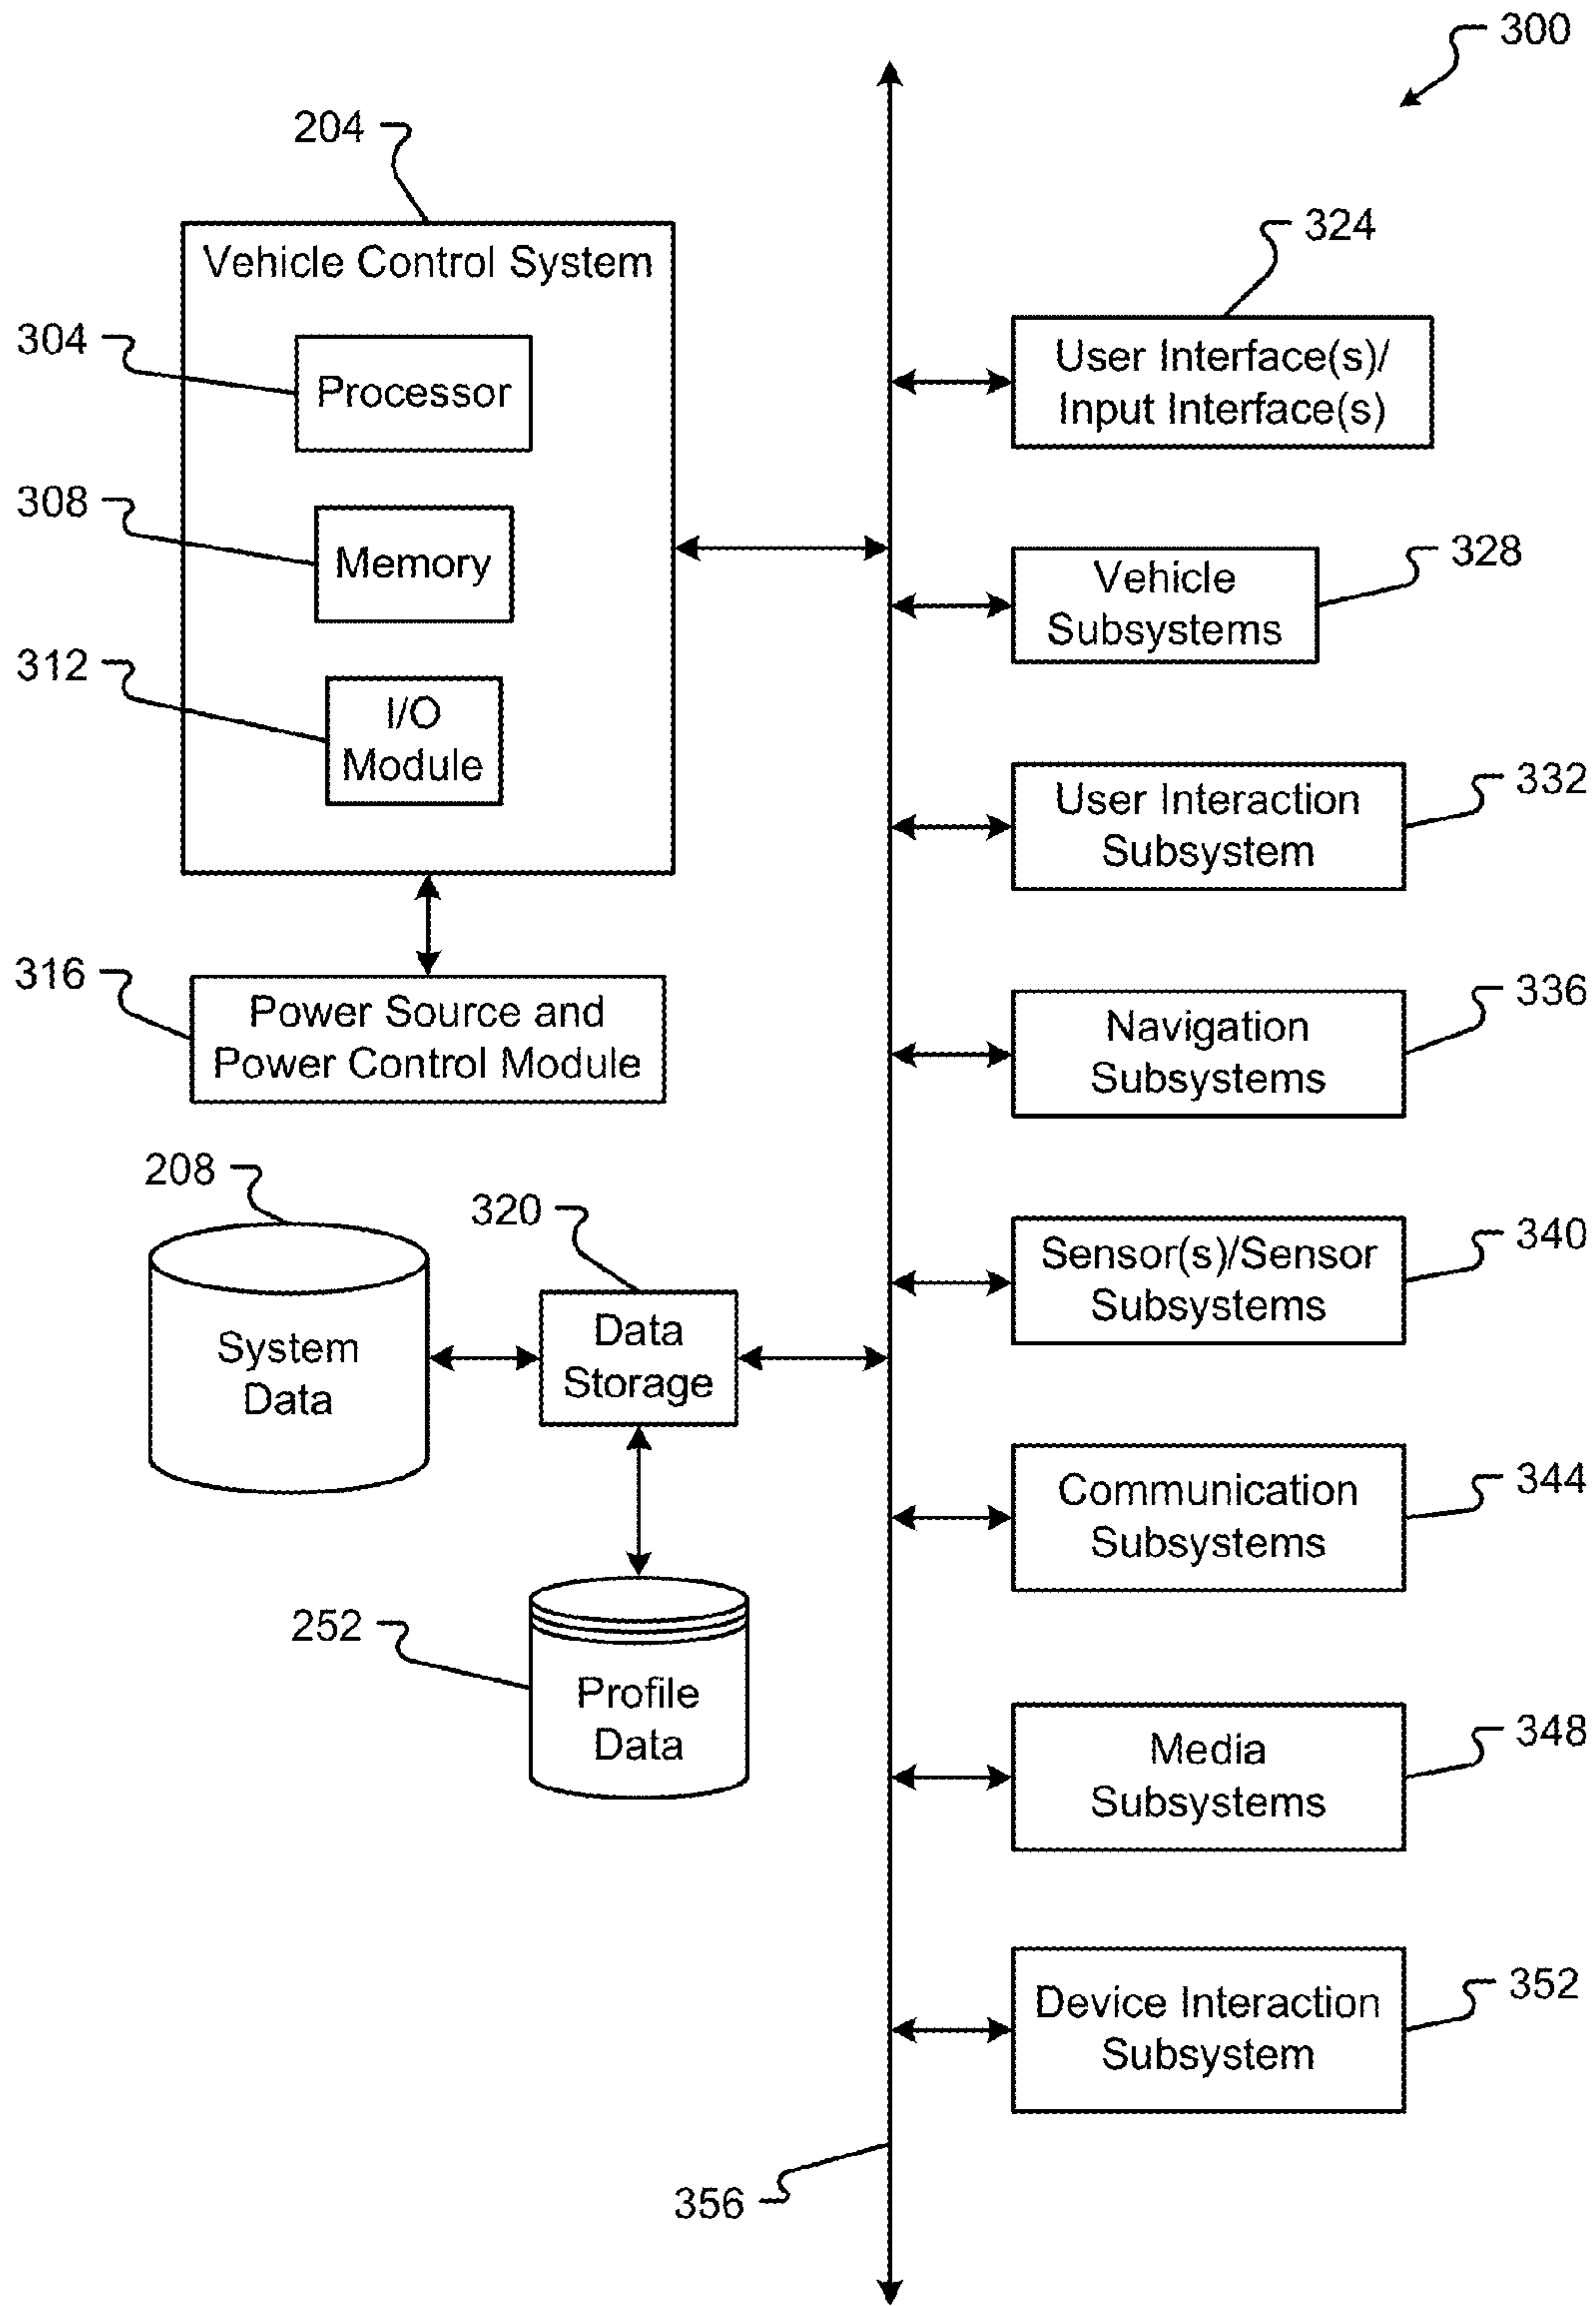 300
204
Vehicle Control System
304
Processor
308
Memory
312
I/O
Module
316
Power Source and
Power Control Module
208
System
Data
320
Data
Storage
252
Profile
Data
324
User Interface(s)/
Input Interface(s)
328
Vehicle
Subsystems
332
User Interaction
Subsystem
336
Navigation
Subsystems
340
Sensor(s)/Sensor
Subsystems
344
Communication
Subsystems
348
Media
Subsystems
352
Device Interaction
Subsystem
356